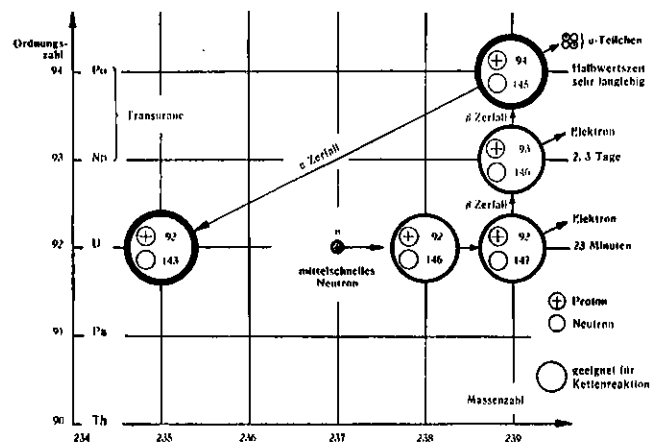 Ordnungs-
zahl
94 Pu
α-Teilchen
94
145
Halbwertszeit
sehr langlebig
Transurane
α Zerfall
β Zerfall
Elektron
93 Np
93
146
2,3 Tage
β Zerfall
Elektron
92 U
92
143
n
92
146
92
147
23 Minuten
mittelschnelles
Neutron
Proton
Neutron
91 Pa
geeignet für
Kettenreaktion
Massenzahl
90 Th
234 235 236 237 238 239